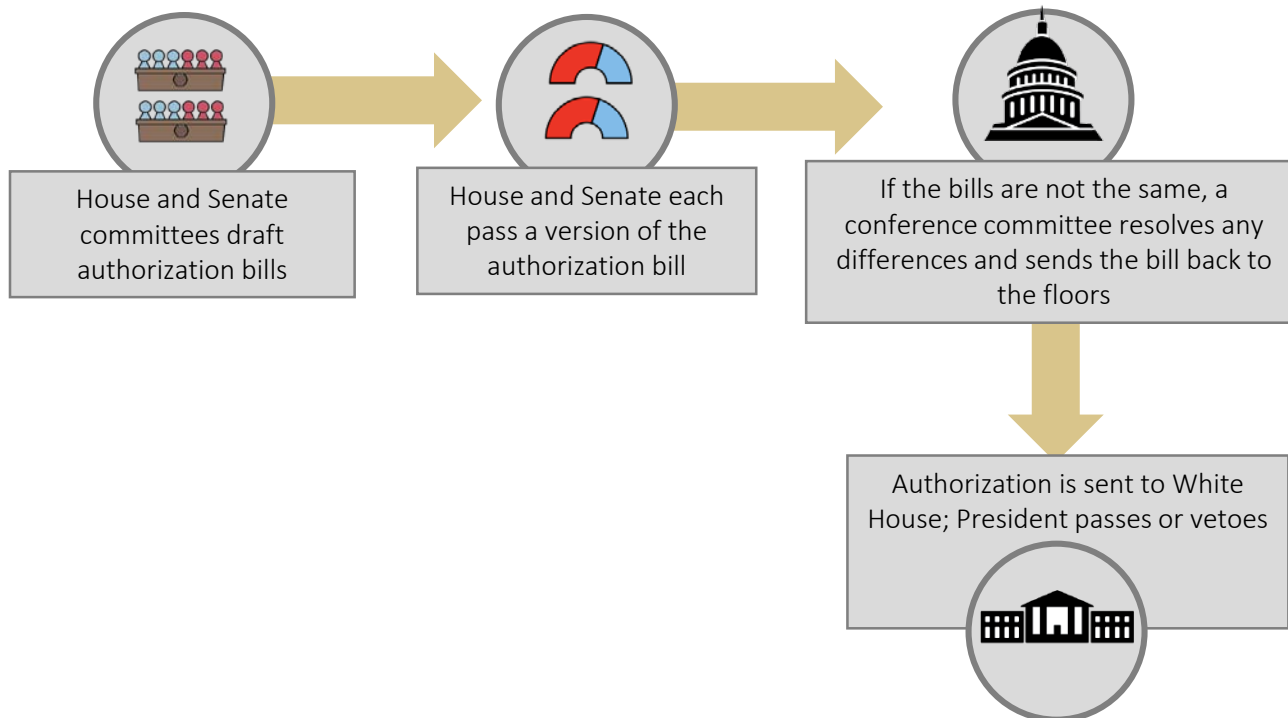 House and Senate
committees draft
authorization bills
House and Senate each
pass a version of the
authorization bill
If the bills are not the same, a
conference committee resolves any
differences and sends the bill back to
the floors
Authorization is sent to White
House; President passes or vetoes